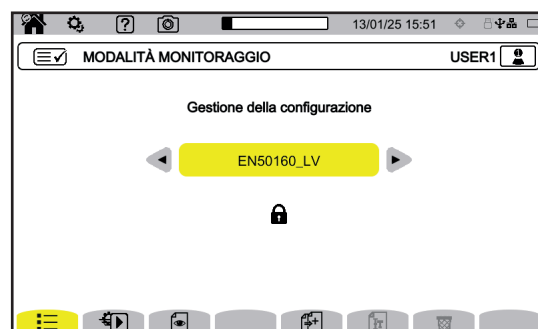 13/01/25 15:51
MODALITÀ MONITORAGGIO
USER1
Gestione della configurazione
EN50160_LV